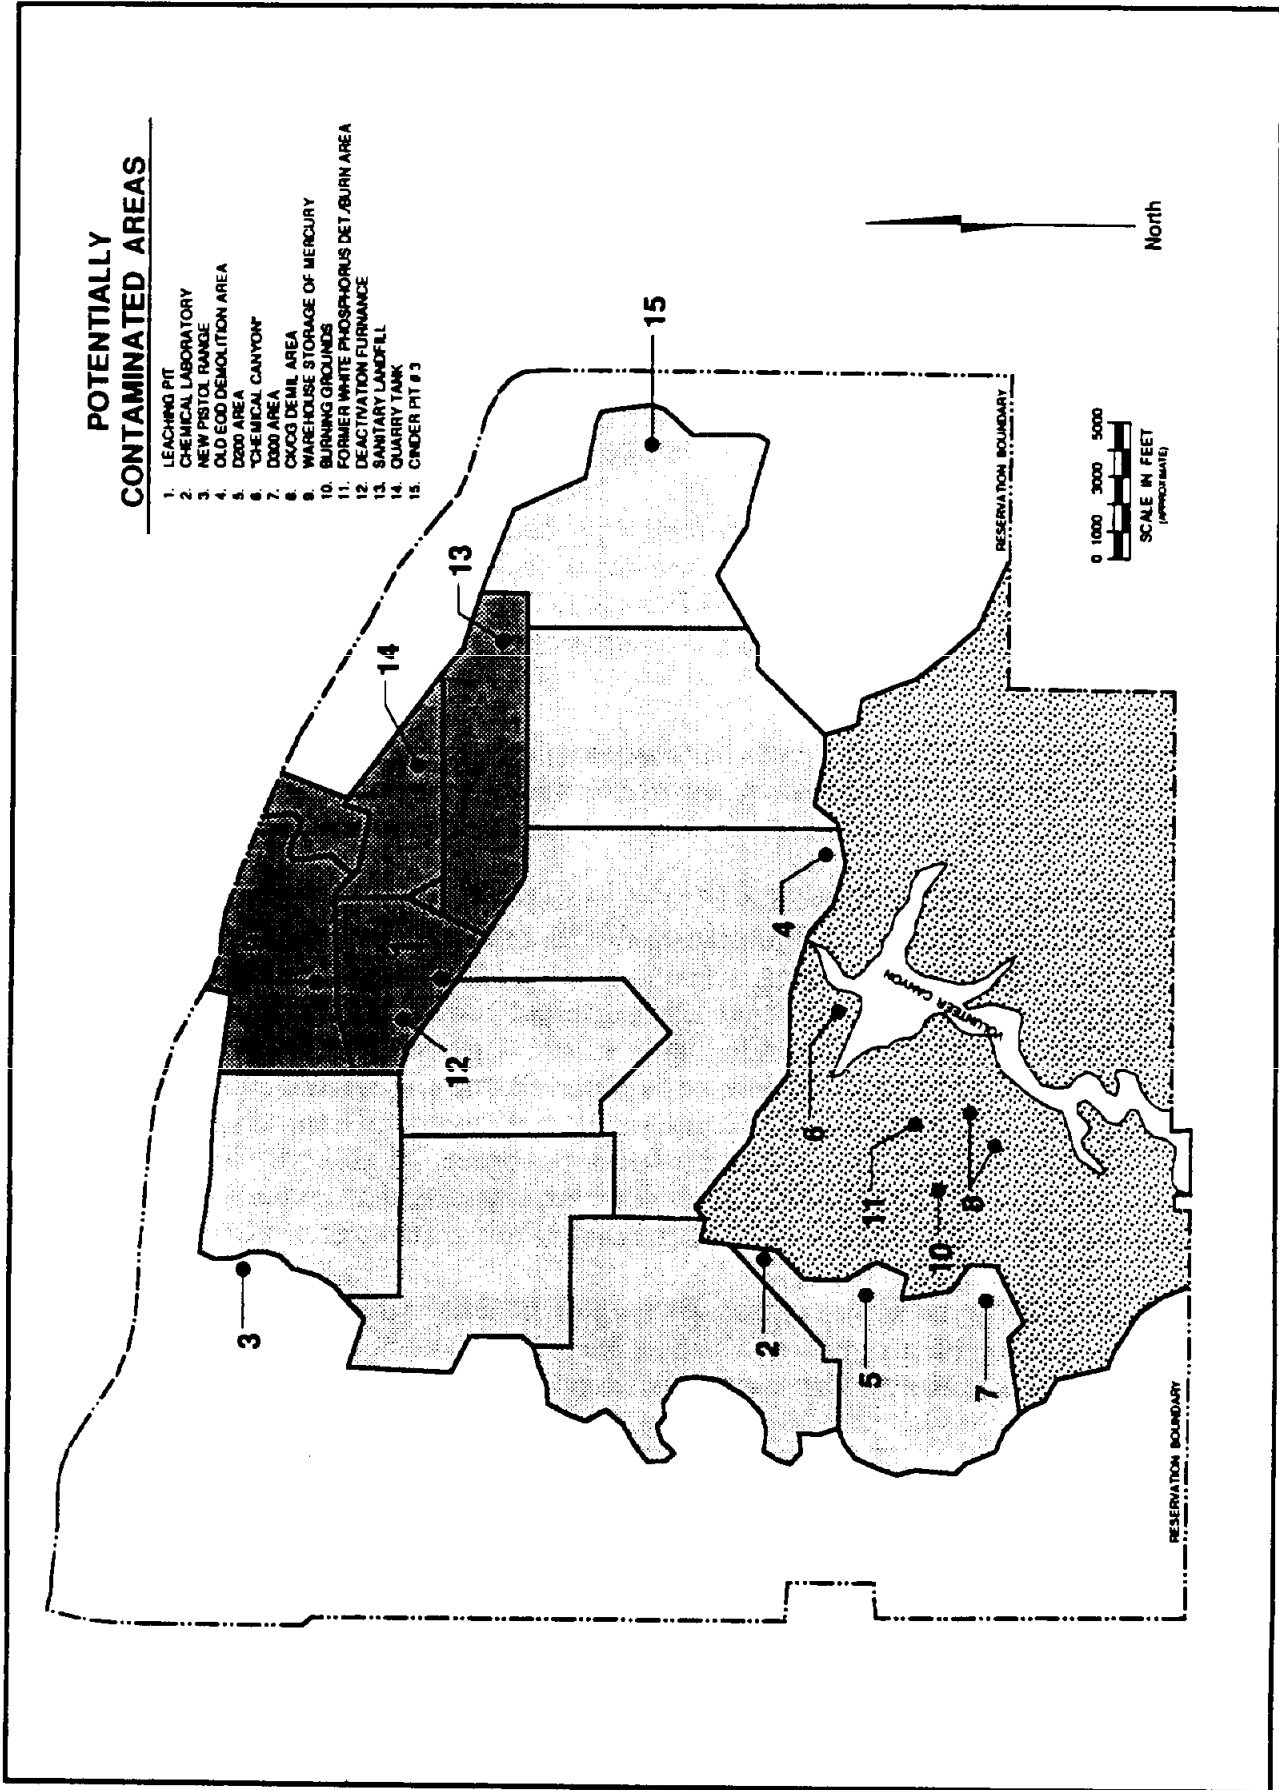 POTENTIALLY
CONTAMINATED AREAS
1. LEACHING PIT
2. CHEMICAL LABORATORY
3. NEW PISTOL RANGE
4. OLD EOD DEMOLITION AREA
5. D200 AREA
6. "CHEMICAL CANYON"
7. D300 AREA
8. CK/CG DEMIL AREA
9. WAREHOUSE STORAGE OF MERCURY
10. BURNING GROUNDS
11. FORMER WHITE PHOSPHORUS DET./BURN AREA
12. DEACTIVATION FURNANCE
13. SANITARY LANDFILL
14. QUARRY TANK
15. CINDER PIT # 3
3
14
13
12
15
4
2
6
5
11
10
8
7
VOLUNTEER CANYON
RESERVATION BOUNDARY
RESERVATION BOUNDARY
0 1000 3000 5000
SCALE IN FEET
(APPROXIMATE)
North